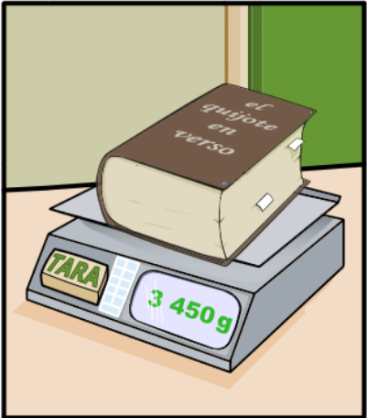 el
quijote
en
verso
TARA
3 450 g